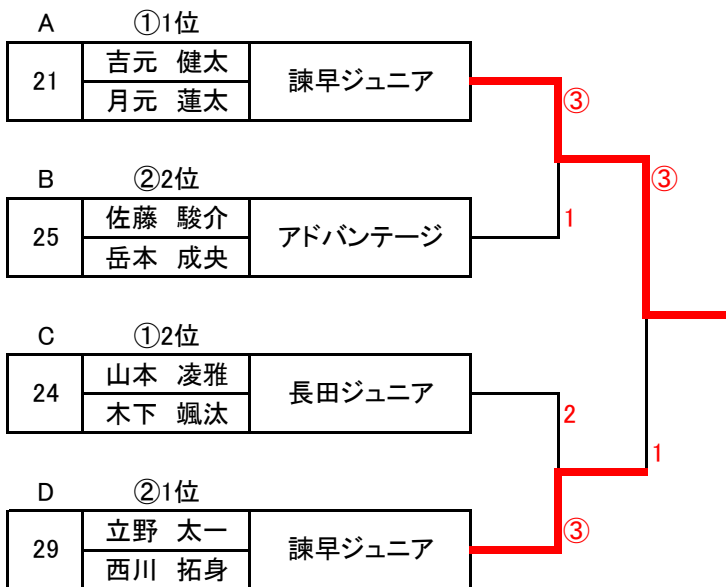 A ①1位
21 吉元 健太 諫早ジュニア
月元 蓮太
③
B ②2位
③
25 佐藤 駿介 アドバンテージ
1
岳本 成央
C ①2位
24 山本 凌雅 長田ジュニア
木下 颯汰
2
1
D ②1位
29 立野 太一 諫早ジュニア
③
西川 拓身